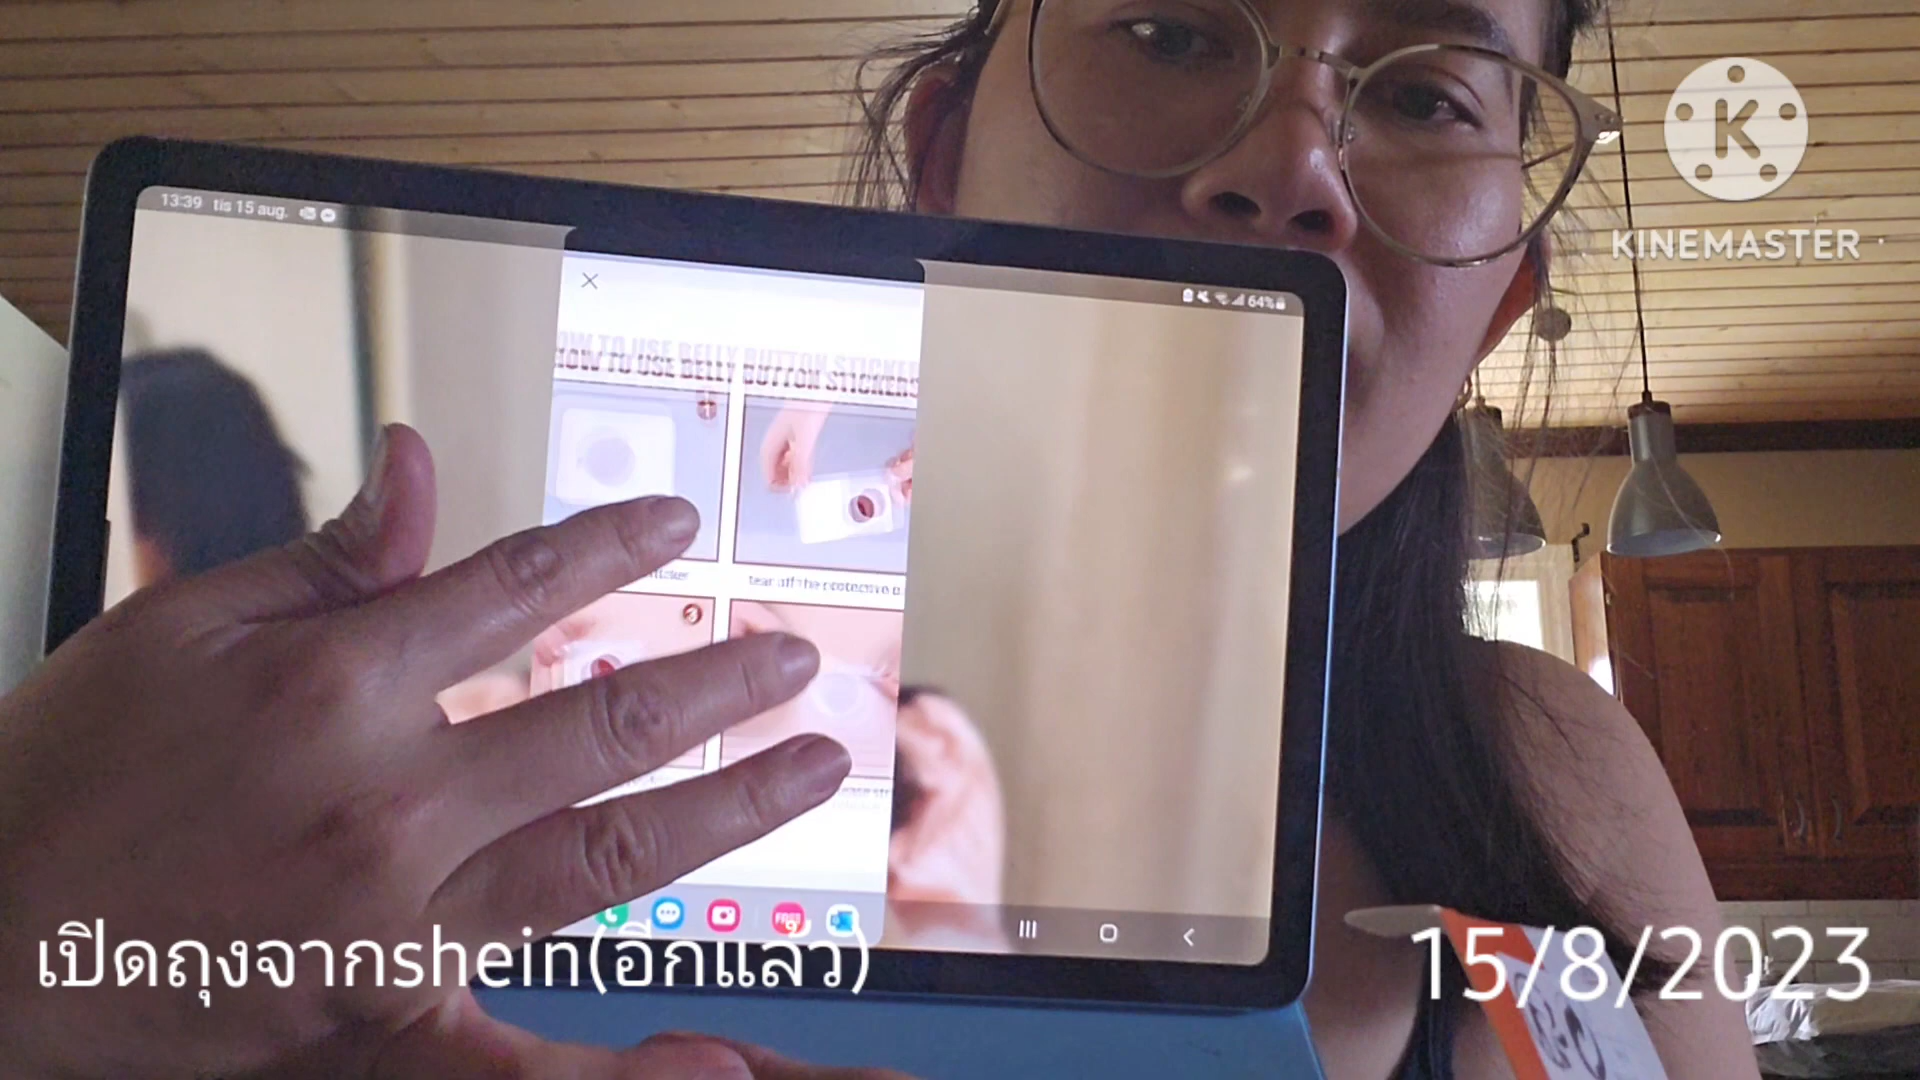 KINEMASTER
13:39 tis 15 aug.
64%
HOW TO USE BELLY BUTTON STICKERS
1
tear off the protective
3
เปิดถุงจากshein(อีกแล้ว)
15/8/2023